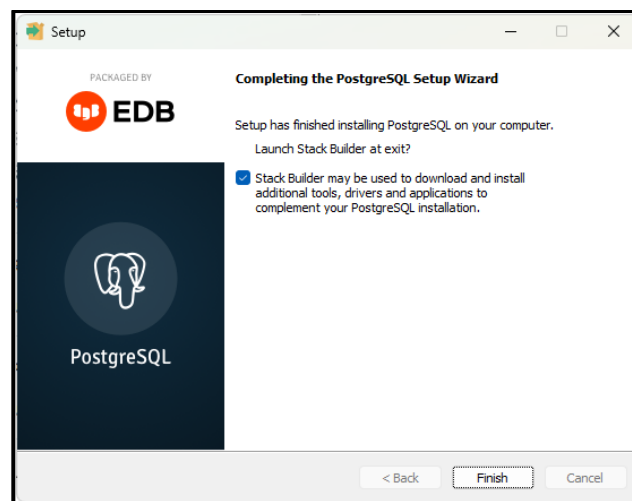 Setup
PACKAGED BY
EDB
PostgreSQL
Completing the PostgreSQL Setup Wizard
Setup has finished installing PostgreSQL on your computer.
Launch Stack Builder at exit?
Stack Builder may be used to download and install
additional tools, drivers and applications to
complement your PostgreSQL installation.
< Back
Finish
Cancel